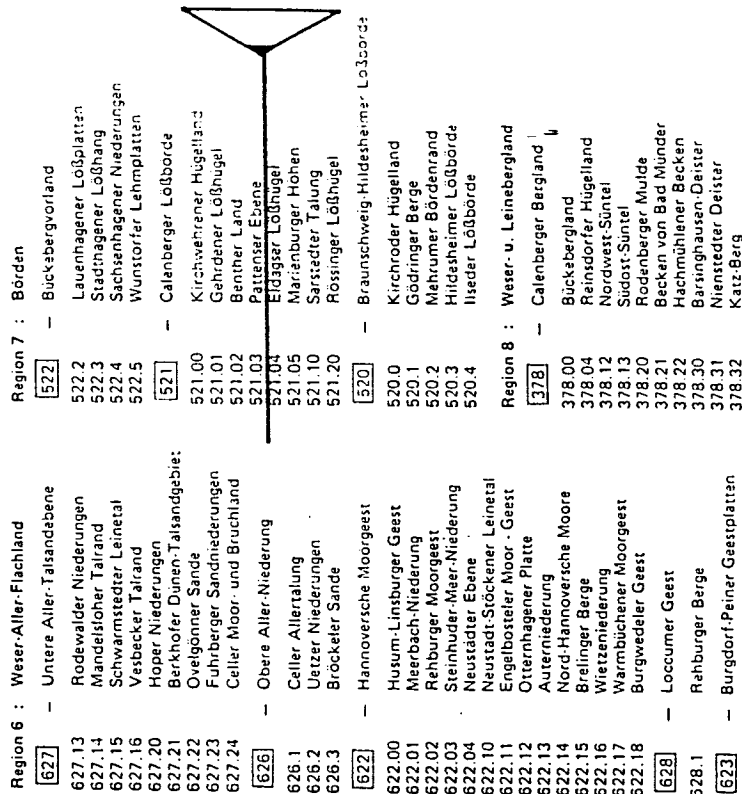 Region 6 : Weser-Aller-Flachland
627 — Untere Aller-Talsandebene
627.13 Rodewalder Niederungen
627.14 Mandelsloher Talrand
627.15 Schwarmstedter Leinetal
627.16 Vesbecker Talrand
627.20 Hoper Niederungen
627.21 Berkhofer Dünen-Talsandgebiet
627.22 Ovelgönner Sande
627.23 Fuhrberger Sandniederungen
627.24 Celler Moor- und Bruchland
626 — Obere Aller-Niederung
626.1 Celler Allertalung
626.2 Uetzer Niederungen
626.3 Bröckeler Sande
622 — Hannoversche Moorgeest
622.00 Husum-Linsburger Geest
622.01 Meerbach-Niederung
622.02 Rehburger Moorgeest
622.03 Steinhuder-Meer-Niederung
622.04 Neustädter Ebene
622.10 Neustadt-Stöckener Leinetal
622.11 Engelbosteler Moor - Geest
622.12 Otternhagener Platte
622.13 Auterniederung
622.14 Nord-Hannoversche Moore
622.15 Brelinger Berge
622.16 Wietzeniederung
622.17 Warmbüchener Moorgeest
622.18 Burgwedeler Geest
628 — Loccumer Geest
628.1 Rehburger Berge
623 — Burgdorf-Peiner Geestplatten
Region 7 : Börden
522 — Bückebergvorland
522.2 Lauenhagener Lößplatten
522.3 Stadthagener Lößhang
522.4 Sachsenhagener Niederungen
522.5 Wunstorfer Lehmplatten
521 — Calenberger Lößbörde
521.00 Kirchwehrener Hügelland
521.01 Gehrdener Lößhügel
521.02 Benther Land
521.03 Pattenser Ebene
521.04 Eldagser Lößhügel
521.05 Marienburger Höhen
521.10 Sarstedter Talung
521.20 Rössinger Lößhügel
520 — Braunschweig-Hildesheimer Lößbörde
520.0 Kirchroder Hügelland
520.1 Gödringer Berge
520.2 Mehrumer Bördenrand
520.3 Hildesheimer Lößbörde
520.4 Ilseder Lößbörde
Region 8 : Weser- u. Leinebergland
378 — Calenberger Bergland
378.00 Bückebergland
378.04 Reinsdorfer Hügelland
378.12 Nordwest-Süntel
378.13 Südost-Süntel
378.20 Rodenberger Mulde
378.21 Becken von Bad Münder
378.22 Hachmühlener Becken
378.30 Barsinghausen-Deister
378.31 Nienstedter Deister
378.32 Katz-Berg